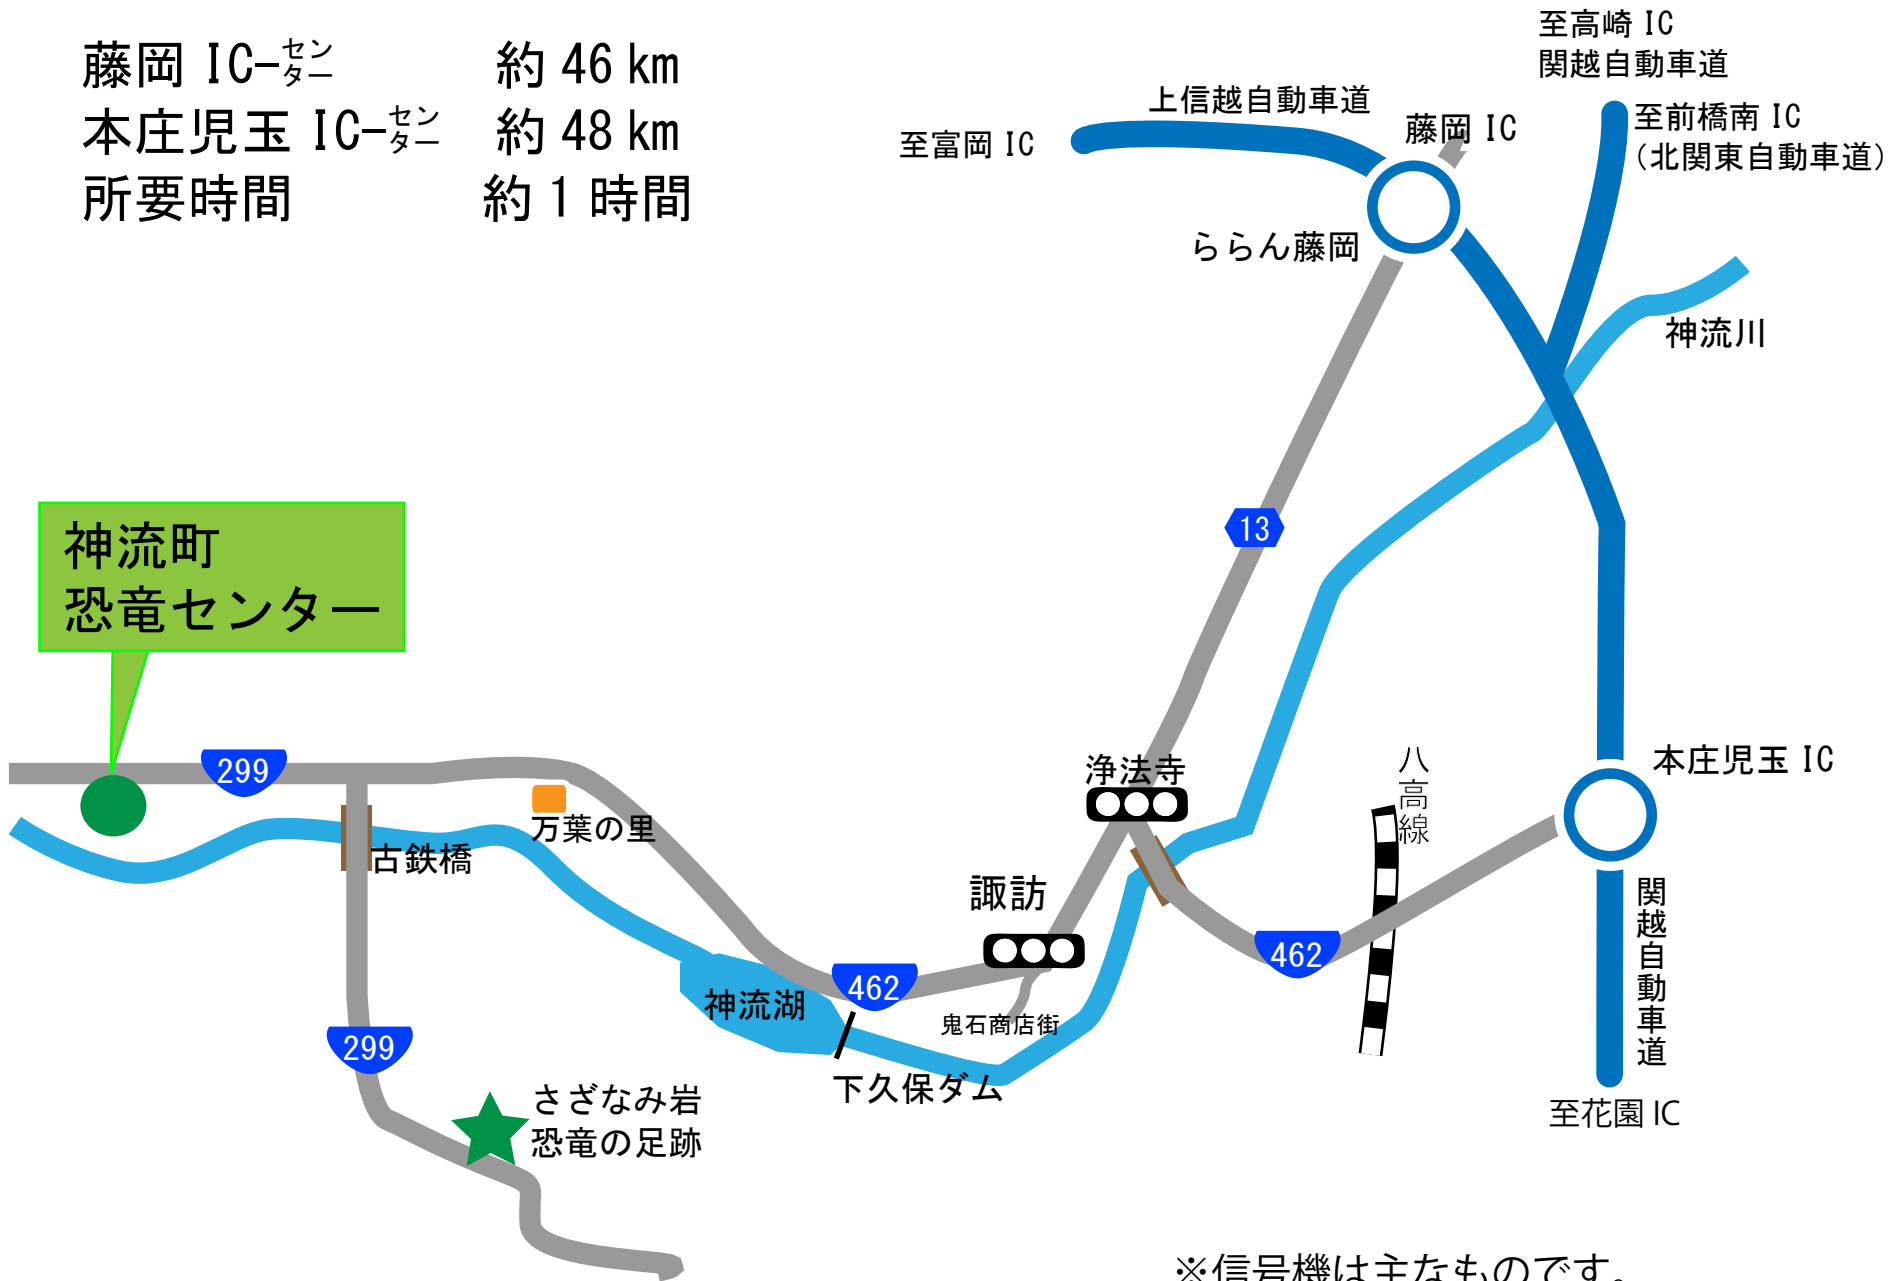 藤岡 IC-センター 約 46 km
本庄児玉 IC-センター 約 48 km
所要時間 約 1 時間
至高崎 IC
関越自動車道
至前橋南 IC
(北関東自動車道)
上信越自動車道
至富岡 IC
藤岡 IC
ららん藤岡
神流川
13
神流町
恐竜センター
299
万葉の里
古鉄橋
浄法寺
八高線
本庄児玉 IC
諏訪
462
462
関越自動車道
神流湖
鬼石商店街
下久保ダム
299
さざなみ岩
恐竜の足跡
至花園 IC
※信号機は主なものです。